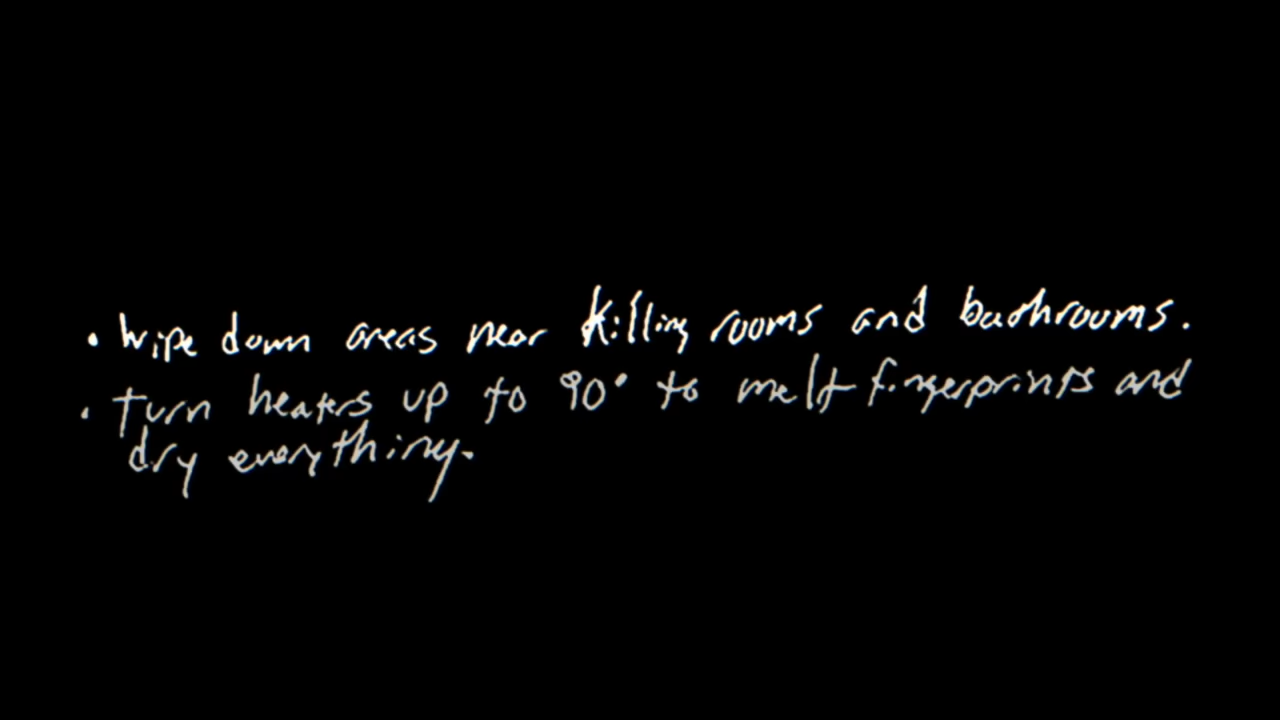 • Wipe down areas near killing rooms and bathrooms.
• Turn heaters up to 90° to melt fingerprints and
dry everything.